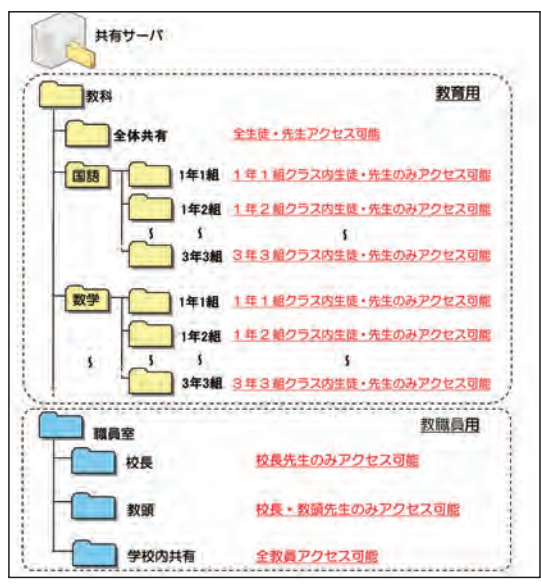 共有サーバ
教科 教育用
全体共有 全生徒・先生アクセス可能
国語 1年1組 1年1組クラス内生徒・先生のみアクセス可能
1年2組 1年2組クラス内生徒・先生のみアクセス可能
〜 〜
3年3組 3年3組クラス内生徒・先生のみアクセス可能
数学 1年1組 1年1組クラス内生徒・先生のみアクセス可能
1年2組 1年2組クラス内生徒・先生のみアクセス可能
〜 〜 〜
3年3組 3年3組クラス内生徒・先生のみアクセス可能
職員室 教職員用
校長 校長先生のみアクセス可能
教頭 校長・教頭先生のみアクセス可能
学校内共有 全教員アクセス可能